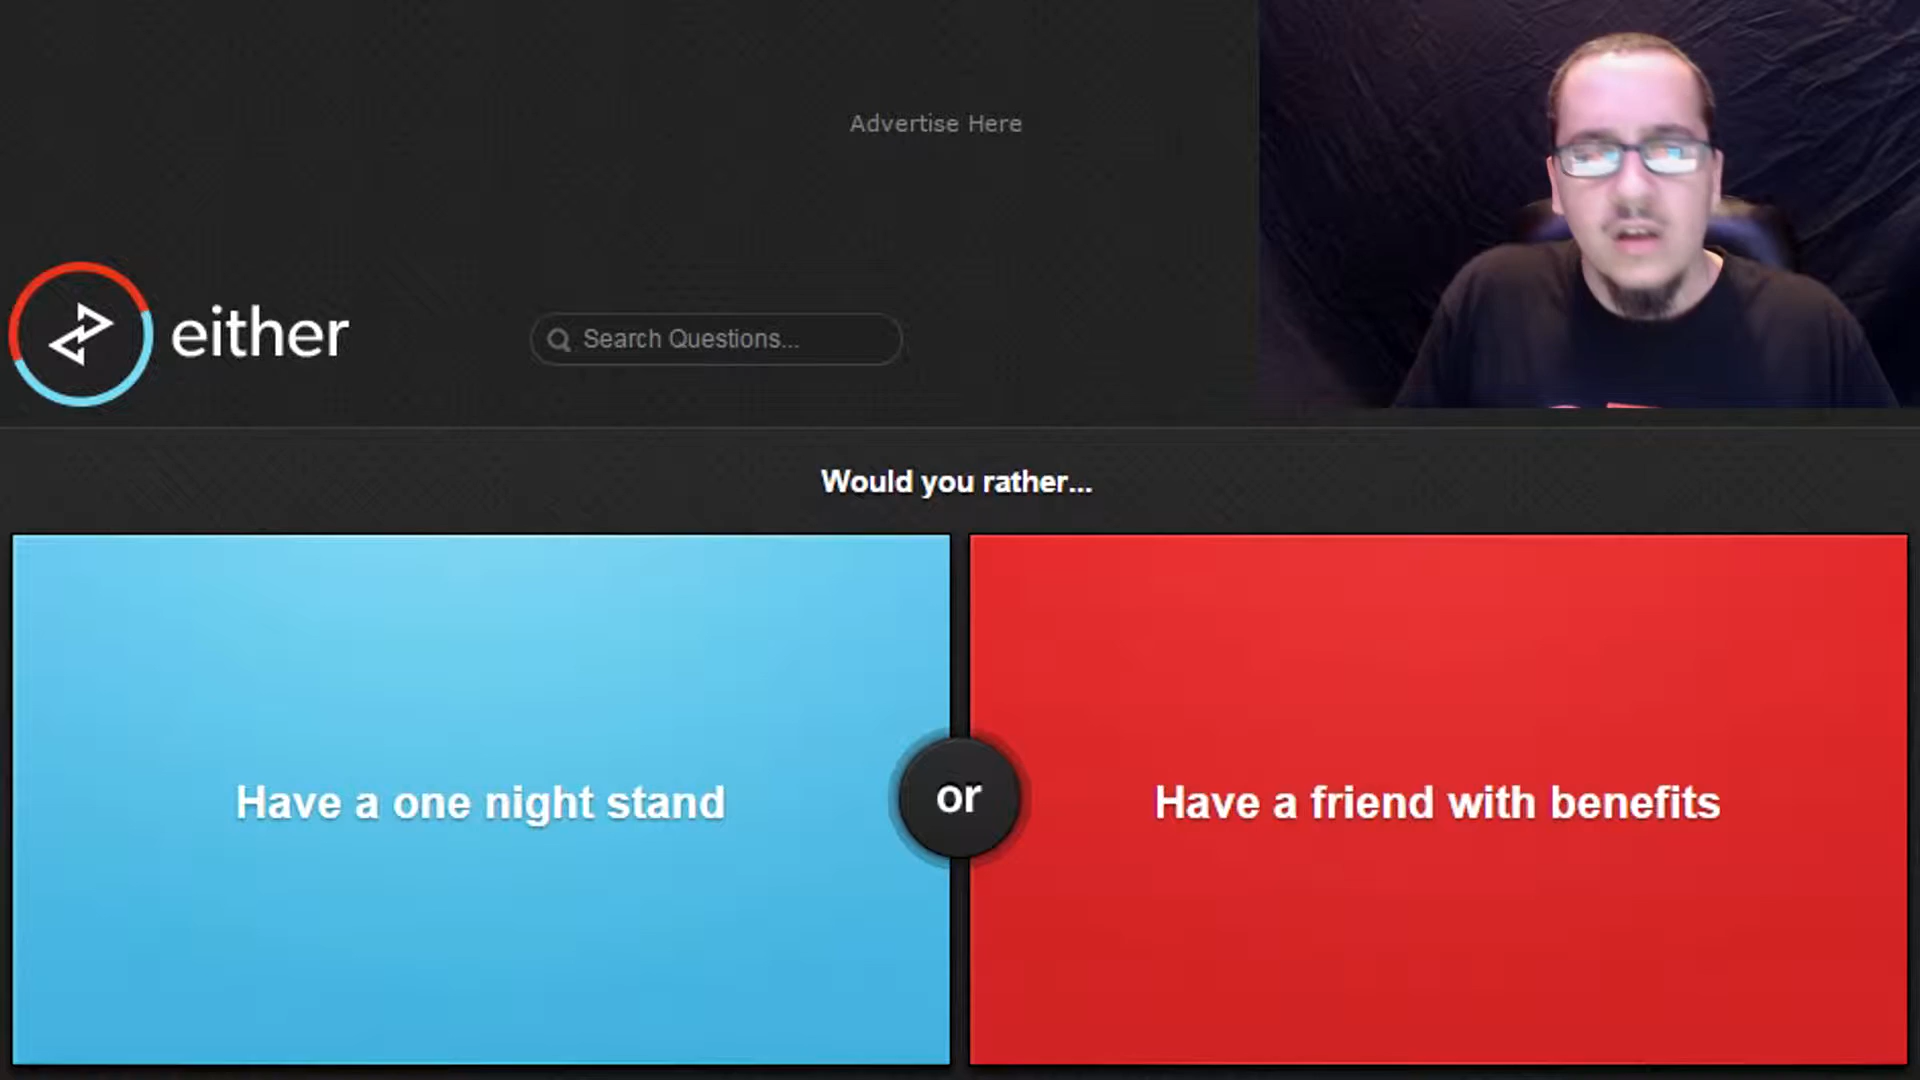 Advertise Here
either
Search Questions...
Would you rather...
Have a one night stand
or
Have a friend with benefits